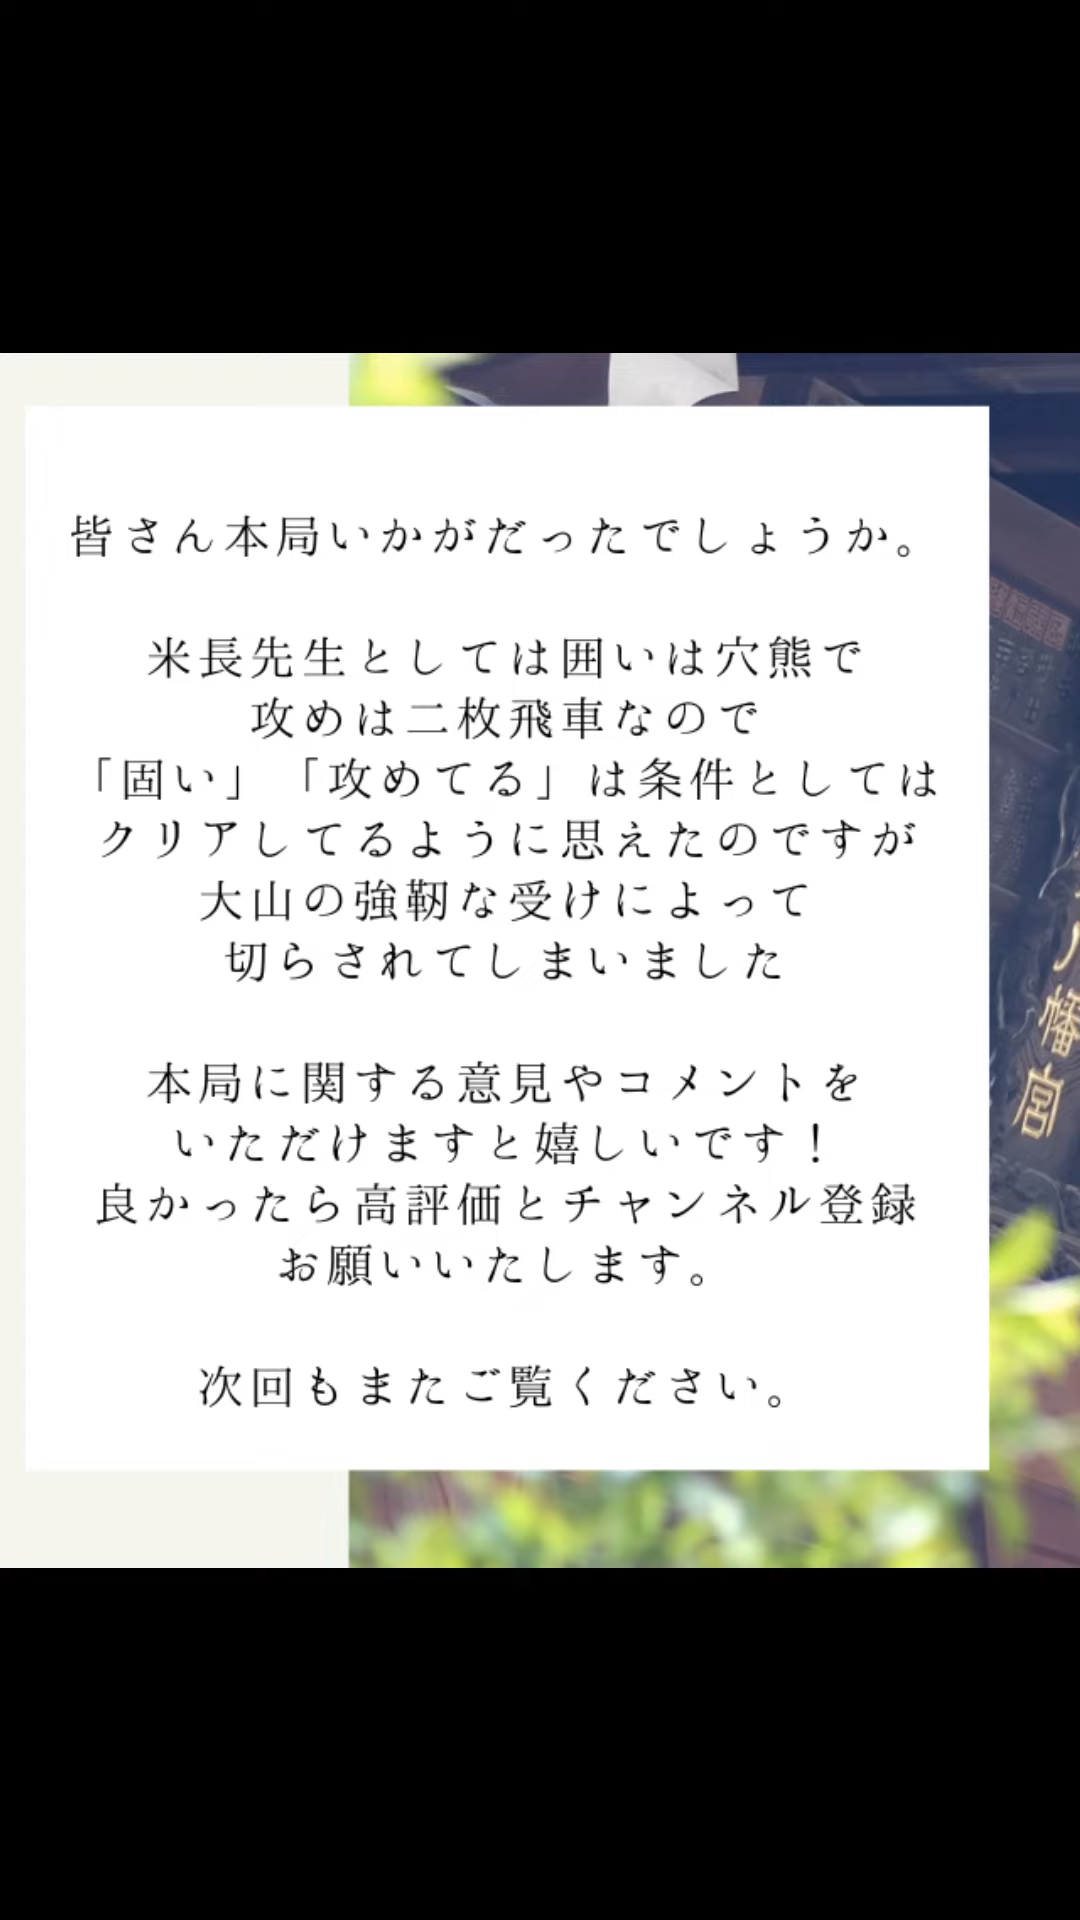 皆さん本局いかがだったでしょうか。
米長先生としては囲いは穴熊で
攻めは二枚飛車なので
「固い」「攻めてる」は条件としては
クリアしてるように思えたのですが
大山の強靭な受けによって
切らされてしまいました
本局に関する意見やコメントを
いただけますと嬉しいです！
良かったら高評価とチャンネル登録
お願いいたします。
次回もまたご覧ください。
幡宮